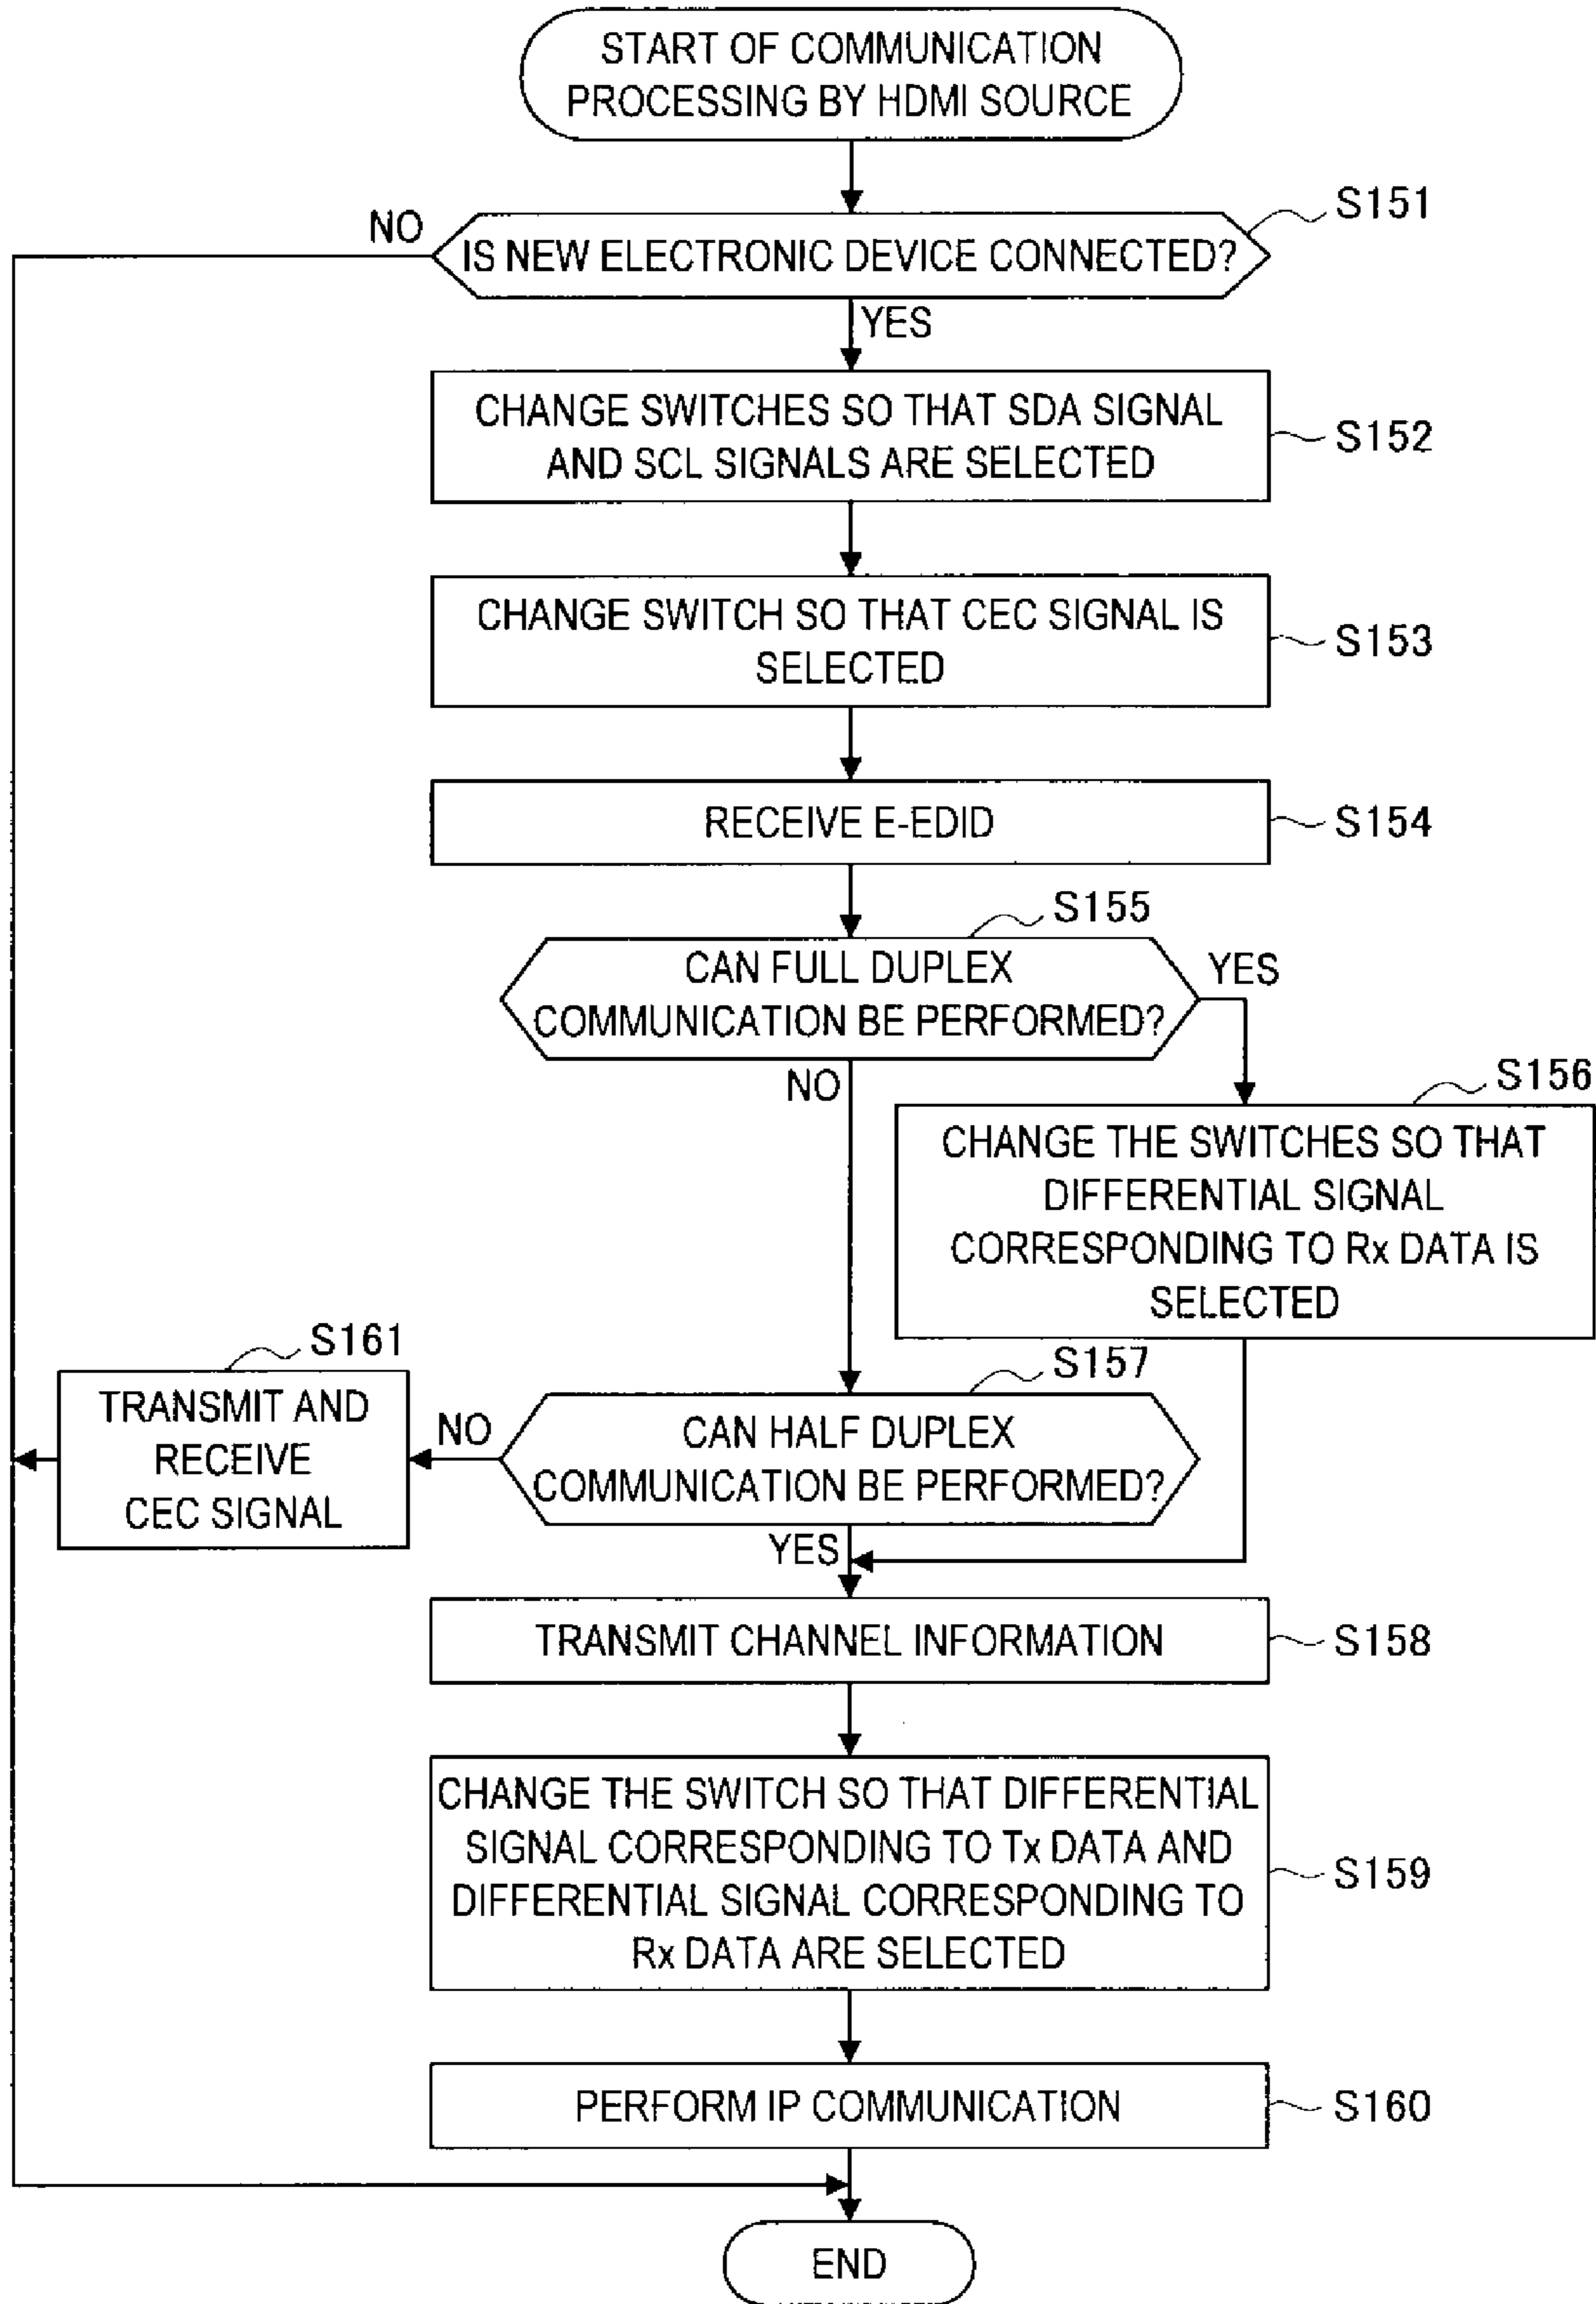 START OF COMMUNICATION
PROCESSING BY HDMI SOURCE
S151
NO
IS NEW ELECTRONIC DEVICE CONNECTED?
YES
CHANGE SWITCHES SO THAT SDA SIGNAL
AND SCL SIGNALS ARE SELECTED
S152
CHANGE SWITCH SO THAT CEC SIGNAL IS
SELECTED
S153
RECEIVE E-EDID
S154
S155
CAN FULL DUPLEX
COMMUNICATION BE PERFORMED?
YES
NO
S156
CHANGE THE SWITCHES SO THAT
DIFFERENTIAL SIGNAL
CORRESPONDING TO Rx DATA IS
SELECTED
S161
TRANSMIT AND
RECEIVE
CEC SIGNAL
S157
NO
CAN HALF DUPLEX
COMMUNICATION BE PERFORMED?
YES
TRANSMIT CHANNEL INFORMATION
S158
CHANGE THE SWITCH SO THAT DIFFERENTIAL
SIGNAL CORRESPONDING TO Tx DATA AND
DIFFERENTIAL SIGNAL CORRESPONDING TO
Rx DATA ARE SELECTED
S159
PERFORM IP COMMUNICATION
S160
END